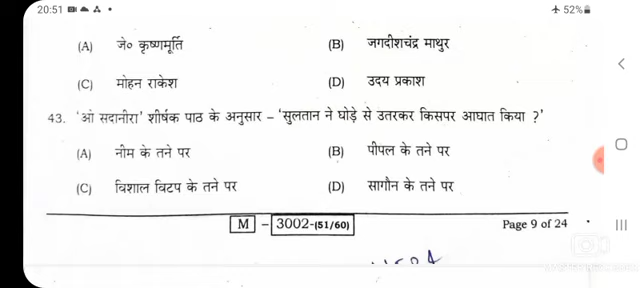 20:51
52%
(A) जे० कृष्णमूर्ति (B) जगदीशचंद्र माथुर
(C) मोहन राकेश (D) उदय प्रकाश
43. 'ओ सदानीरा' शीर्षक पाठ के अनुसार – 'सुलतान ने घोड़े से उतरकर किसपर आघात किया ?'
(A) नीम के तने पर (B) पीपल के तने पर
(C) विशाल विटप के तने पर (D) सागौन के तने पर
M – 3002-(51/60) Page 9 of 24